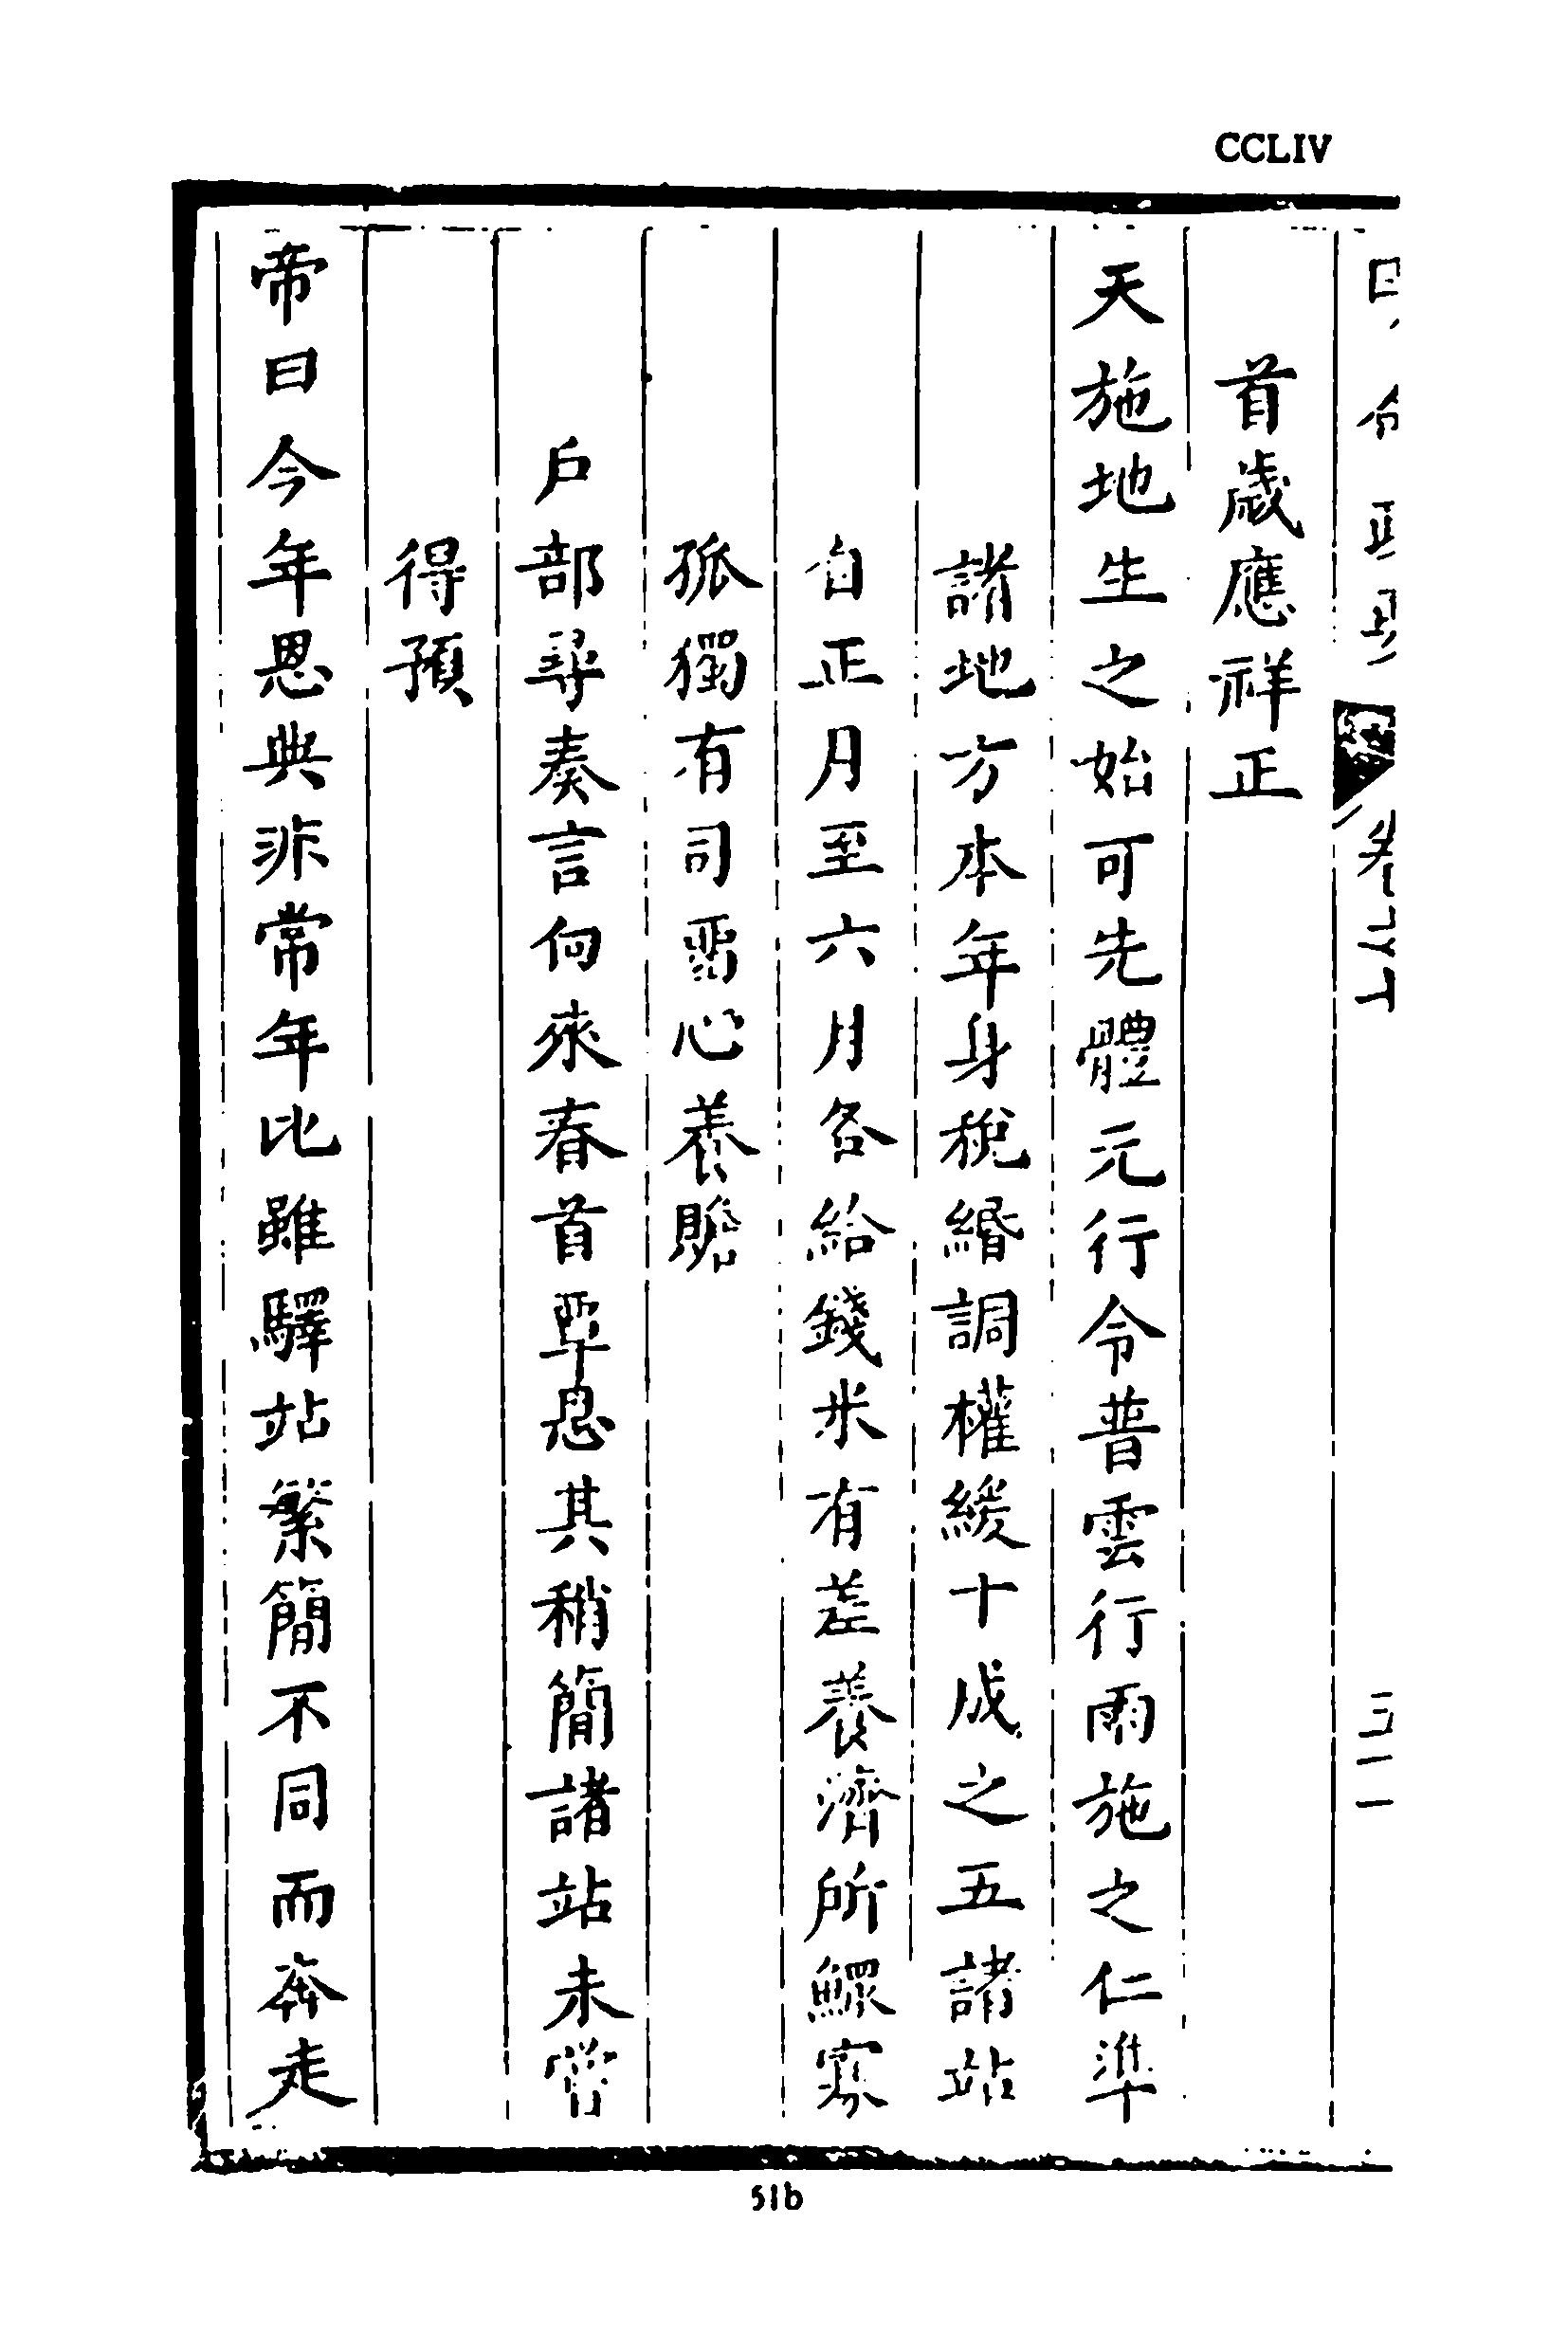 CCLIV
首歲應祥正
天施地生之始可先體元行令普雲行雨施之仁準
諸地方本年身稅緡調權緩十成之五諸站
自正月至六月各給錢米有差養濟所鰥寡
孤獨有司畱心養贍
戶部尋奏言向來春首覃恩其稍簡諸站未嘗
得預
帝曰今年恩典非常年比雖驛站繁簡不同而奔走
51b